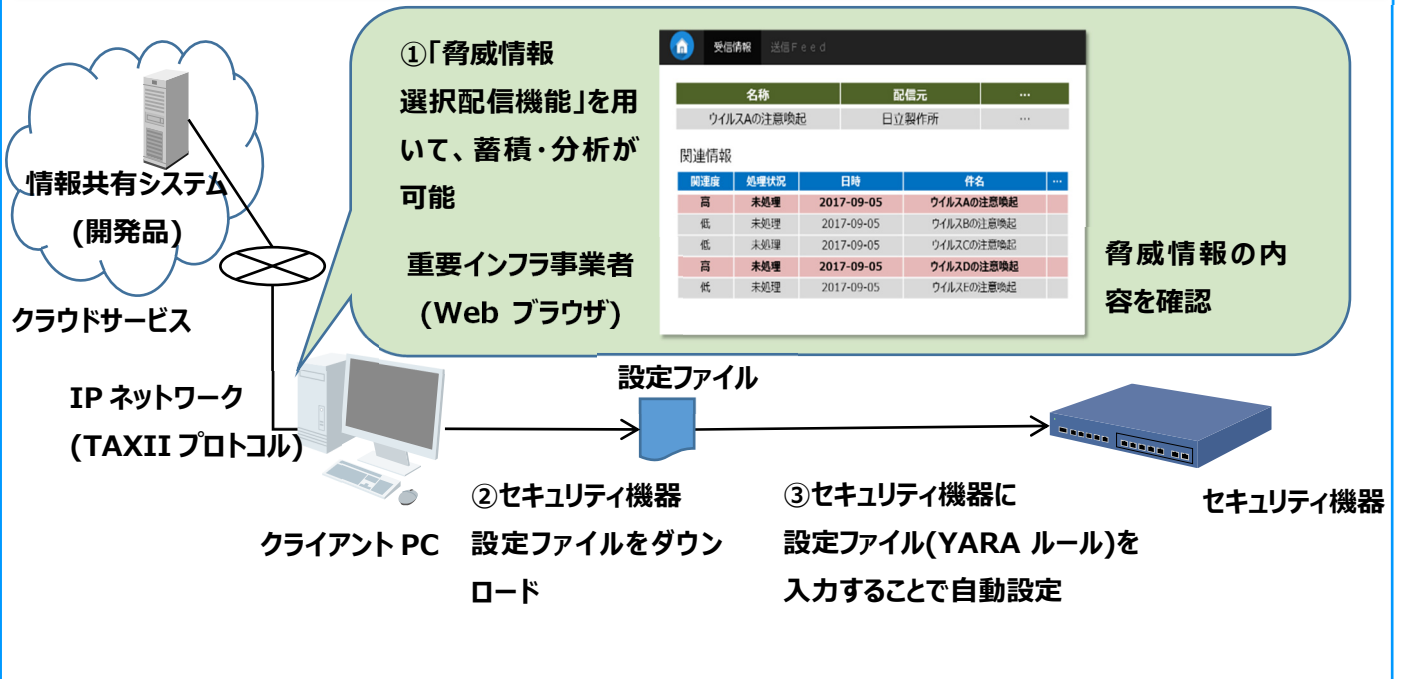 ①「脅威情報
選択配信機能」を用
いて、蓄積・分析が
可能
重要インフラ事業者
(Web ブラウザ)
受信情報 送信Feed
名称 配信元 …
ウイルスAの注意喚起 日立製作所 …
関連情報
関連度 処理状況 日時 件名 …
高 未処理 2017-09-05 ウイルスAの注意喚起
低 未処理 2017-09-05 ウイルスBの注意喚起
低 未処理 2017-09-05 ウイルスCの注意喚起
高 未処理 2017-09-05 ウイルスDの注意喚起
低 未処理 2017-09-05 ウイルスEの注意喚起
脅威情報の内
容を確認
情報共有システム
(開発品)
クラウドサービス
IP ネットワーク
(TAXII プロトコル)
クライアント PC
設定ファイル
②セキュリティ機器
設定ファイルをダウン
ロード
③セキュリティ機器に
設定ファイル(YARA ルール)を
入力することで自動設定
セキュリティ機器